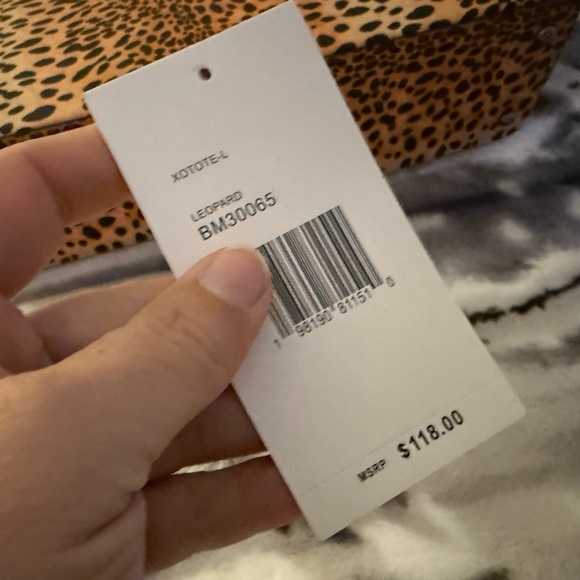 XOTOTE-L
LEOPARD
BM30065
1 98190 81151 0
MSRP $118.00